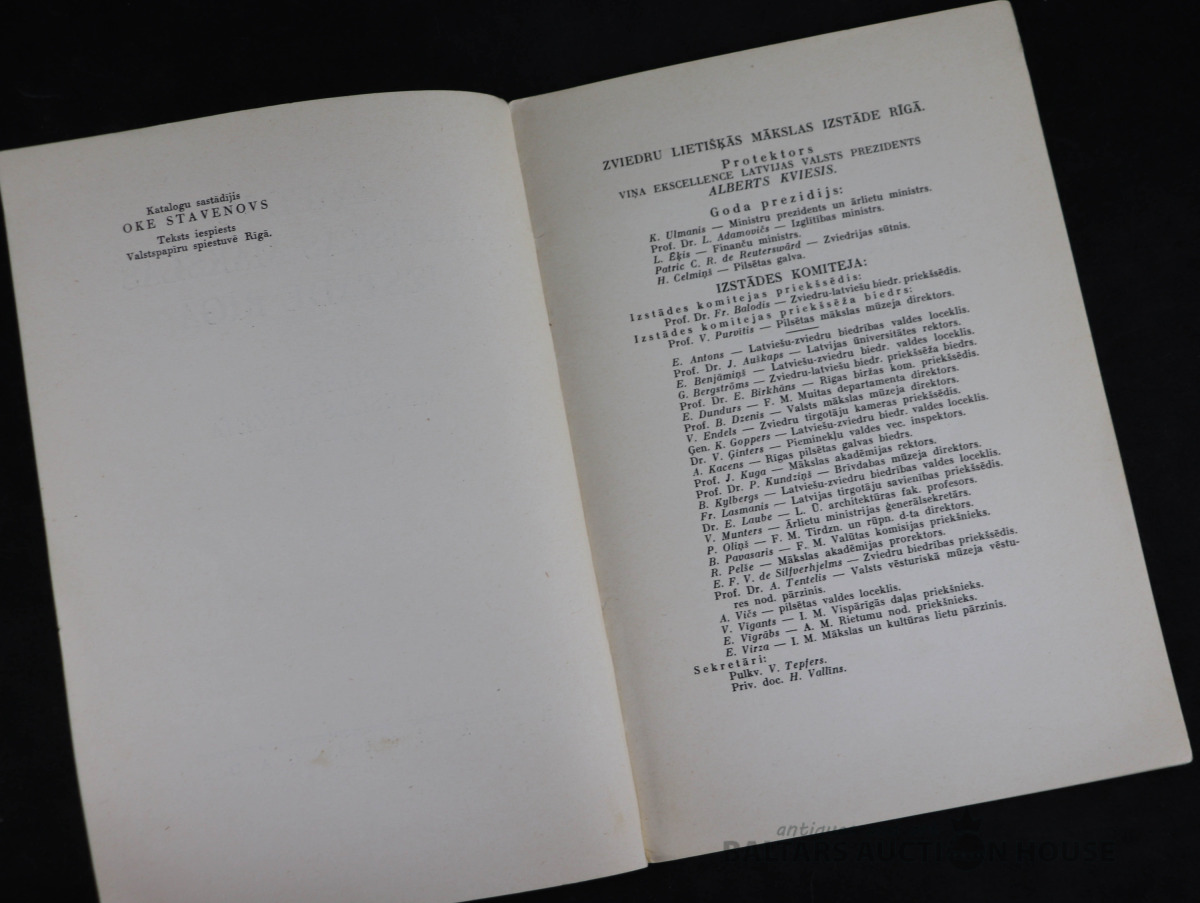 Katalogu sastādījis
OKE STAVENOVS
Teksts iespiests
Valstspapīru spiestuvē Rīgā.
ZVIEDRU LIETIŠĶĀS MĀKSLAS IZSTĀDE RĪGĀ.
Protektors
VIŅA EKSCELLENCE LATVIJAS VALSTS PREZIDENTS
ALBERTS KVIESIS.
Goda prezidijs:
K. Ulmanis — Ministru prezidents un ārlietu ministrs.
Prof. Dr. L. Adamovičs — Izglītības ministrs.
L. Ēķis — Finanču ministrs.
Patric C. R. de Reuterswärd — Zviedrijas sūtnis.
H. Celmiņš — Pilsētas galva.
IZSTĀDES KOMITEJA:
Izstādes komitejas priekšsēdis:
Prof. Dr. Fr. Balodis — Zviedru-latviešu biedr. priekšsēdis.
Izstādes komitejas priekšsēža biedrs:
Prof. V. Purvītis — Pilsētas mākslas mūzeja direktors.
E. Antons — Latviešu-zviedru biedrības valdes loceklis.
Prof. Dr. J. Auškaps — Latvijas ūniversitātes rektors.
E. Benjāmiņš — Latviešu-zviedru biedr. valdes loceklis.
G. Bergströms — Zviedru-latviešu biedr. priekšsēža biedrs.
Prof. Dr. E. Birkhāns — Rīgas biržas kom. priekšsēdis.
E. Dundurs — F. M. Muitas departamenta direktors.
Prof. B. Dzenis — Valsts mākslas mūzeja direktors.
V. Endels — Zviedru tirgotāju kameras priekšsēdis.
Ģen. K. Goppers — Latviešu-zviedru biedr. valdes loceklis.
Dr. V. Ģinters — Pieminekļu valdes vec. inspektors.
A. Kacens — Rīgas pilsētas galvas biedrs.
Prof. J. Kuga — Mākslas akadēmijas rektors.
Prof. Dr. P. Kundziņš — Brīvdabas mūzeja direktors.
B. Kylbergs — Latviešu-zviedru biedrības valdes loceklis.
Fr. Lasmanis — Latvijas tirgotāju savienības priekšsēdis.
Dr. E. Laube — L. Ū. architektūras fak. profesors.
V. Munters — Ārlietu ministrijas ģenerālsekretārs.
P. Oliņš — F. M. Tirdzn. un rūpn. d-ta direktors.
B. Pavasaris — F. M. Valūtas komisijas priekšnieks.
R. Pelše — Mākslas akadēmijas prorektors.
E. F. V. de Silfverhjelms — Zviedru biedrības priekšsēdis.
Prof. Dr. A. Tentelis — Valsts vēsturiskā mūzeja vēstu-
res nod. pārzinis.
A. Vičs — pilsētas valdes loceklis.
V. Vigants — I. M. Vispārīgās daļas priekšnieks.
E. Vigrābs — A. M. Rietumu nod. priekšnieks.
E. Virza — I. M. Mākslas un kultūras lietu pārzinis.
Sekretāri:
Pulkv. V. Tepfers.
Priv. doc. H. Vallīns.
BALTARS AUCTION HOUSE